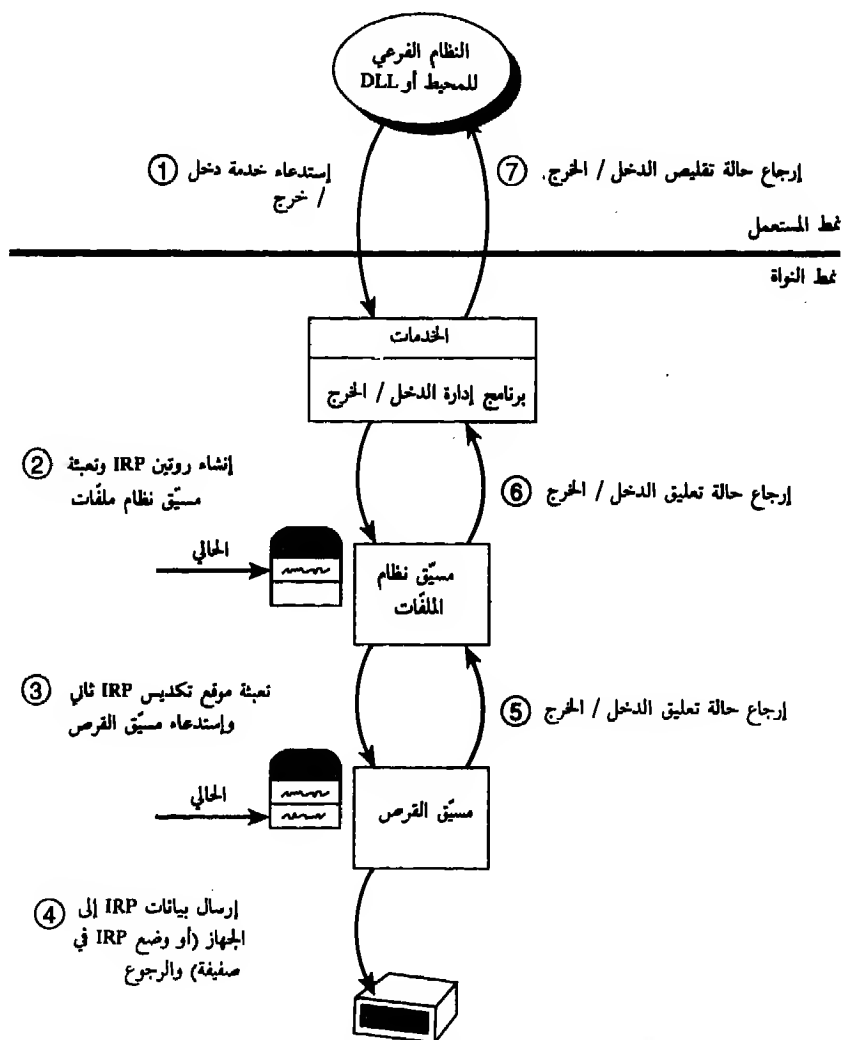 النظام الفرعي
للمحيط أو DLL
① إستدعاء خدمة دخل
/ خرج
⑦ إرجاع حالة تقليص الدخل / الخرج.
نمط المستعمل
نمط النواة
الخدمات
برنامج إدارة الدخل / الخرج
② إنشاء روتين IRP وتعبئة
مسيّق نظام ملفّات
⑥ إرجاع حالة تعليق الدخل / الخرج
الحالي
مسيّق نظام
الملفّات
③ تعبئة موقع تكديس IRP ثاني
وإستدعاء مسيّق القرص
⑤ إرجاع حالة تعليق الدخل / الخرج
الحالي
مسيّق القرص
④ إرسال بيانات IRP إلى
الجهاز (أو وضع IRP في
صفيفة) والرجوع